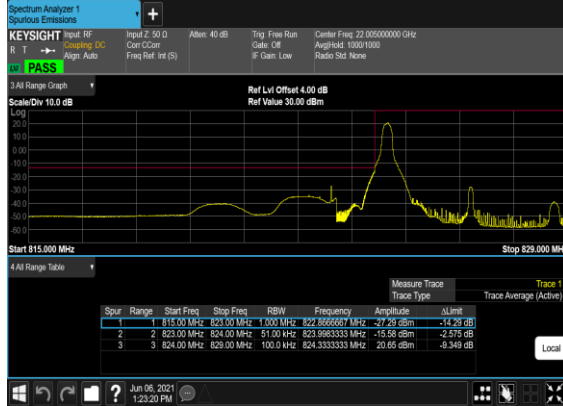 Spectrum Analyzer 1
Spurious Emissions
+
KEYSIGHT Input: RF Input Z: 50 Ω Atten: 40 dB Trig: Free Run Center Freq: 22.005000000 GHz
R T Coupling: DC Corr CCorr Gate: Off Avg|Hold: 1000/1000
Align: Auto Freq Ref: Int (S) IF Gain: Low Radio Std: None
PASS
3 All Range Graph
Ref Lvl Offset 4.00 dB
Scale/Div 10.0 dB Ref Value 30.00 dBm
Log
20.0
10.0
0.00
-10.0
-20.0
-30.0
-40.0
-50.0
-60.0
Start 815.000 MHz Stop 829.000 MH
4 All Range Table
Measure Trace Trace 1
Trace Type Trace Average (Active)
Spur Range Start Freq Stop Freq RBW Frequency Amplitude ΔLimit
1 1 815.00 MHz 823.00 MHz 1.000 MHz 822.8666667 MHz -27.29 dBm -14.29 dB
2 2 823.00 MHz 824.00 MHz 51.00 kHz 823.9983333 MHz -15.58 dBm -2.575 dB
3 3 824.00 MHz 829.00 MHz 100.0 kHz 824.3333333 MHz 20.65 dBm -9.349 dB
Local
? Jun 06, 2021
1:23:20 PM